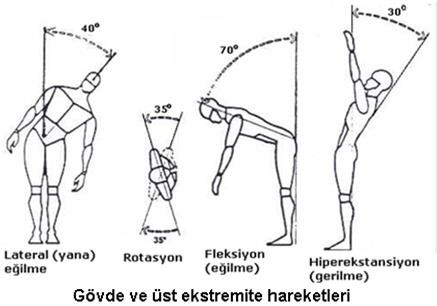 40°
35°
70°
30°
35°
Lateral (yana)
eğilme
Rotasyon
Fleksiyon
(eğilme)
Hiperekstansiyon
(gerilme)
Gövde ve üst ekstremite hareketleri